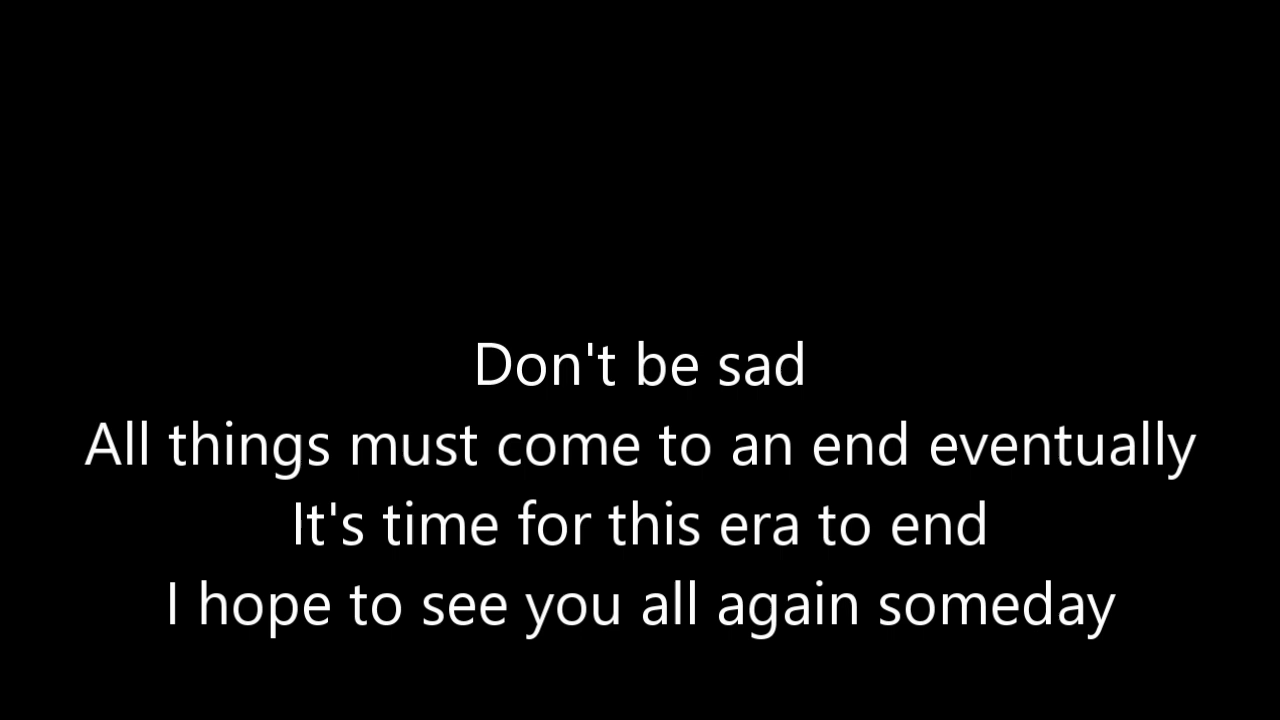 Don't be sad
All things must come to an end eventually
It's time for this era to end
I hope to see you all again someday